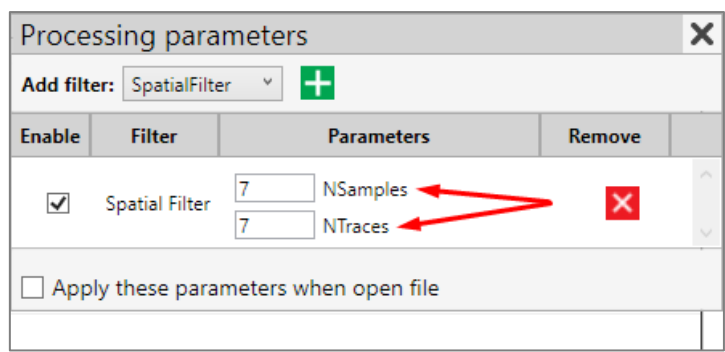 Processing parameters
Add filter: SpatialFilter
Enable Filter Parameters Remove
7 NSamples
Spatial Filter
7 NTraces
Apply these parameters when open file